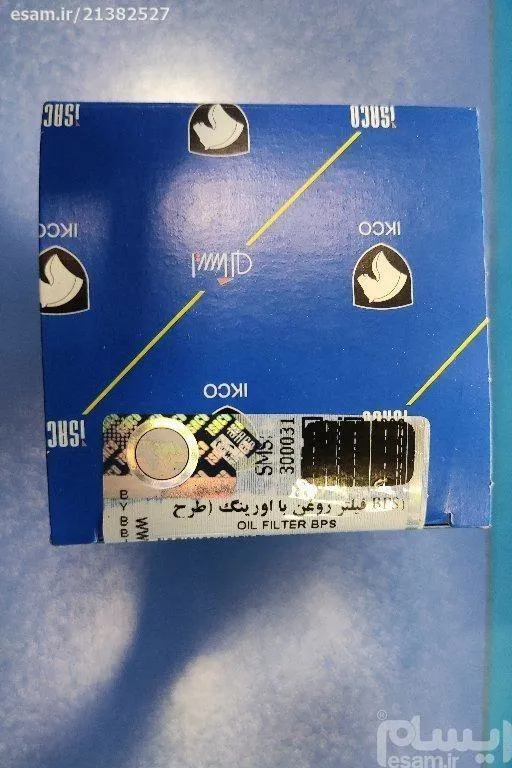 esam.ir/21382527
iSACO
iSACO
IKCO
IKCO
ایساکو
IKCO
iSACO
SMS:
300031
فیلتر روغن با اورینگ (طرح BPS)
OIL FILTER BPS
ایسام
esam.ir